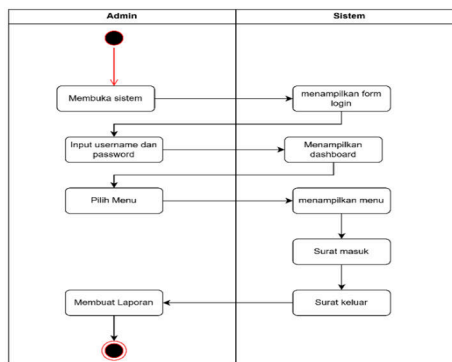 Admin
Sistem
Membuka sistem
menampilkan form
login
Input username dan
password
Menampilkan
dashboard
Pilih Menu
menampilkan menu
Surat masuk
Membuat Laporan
Surat keluar